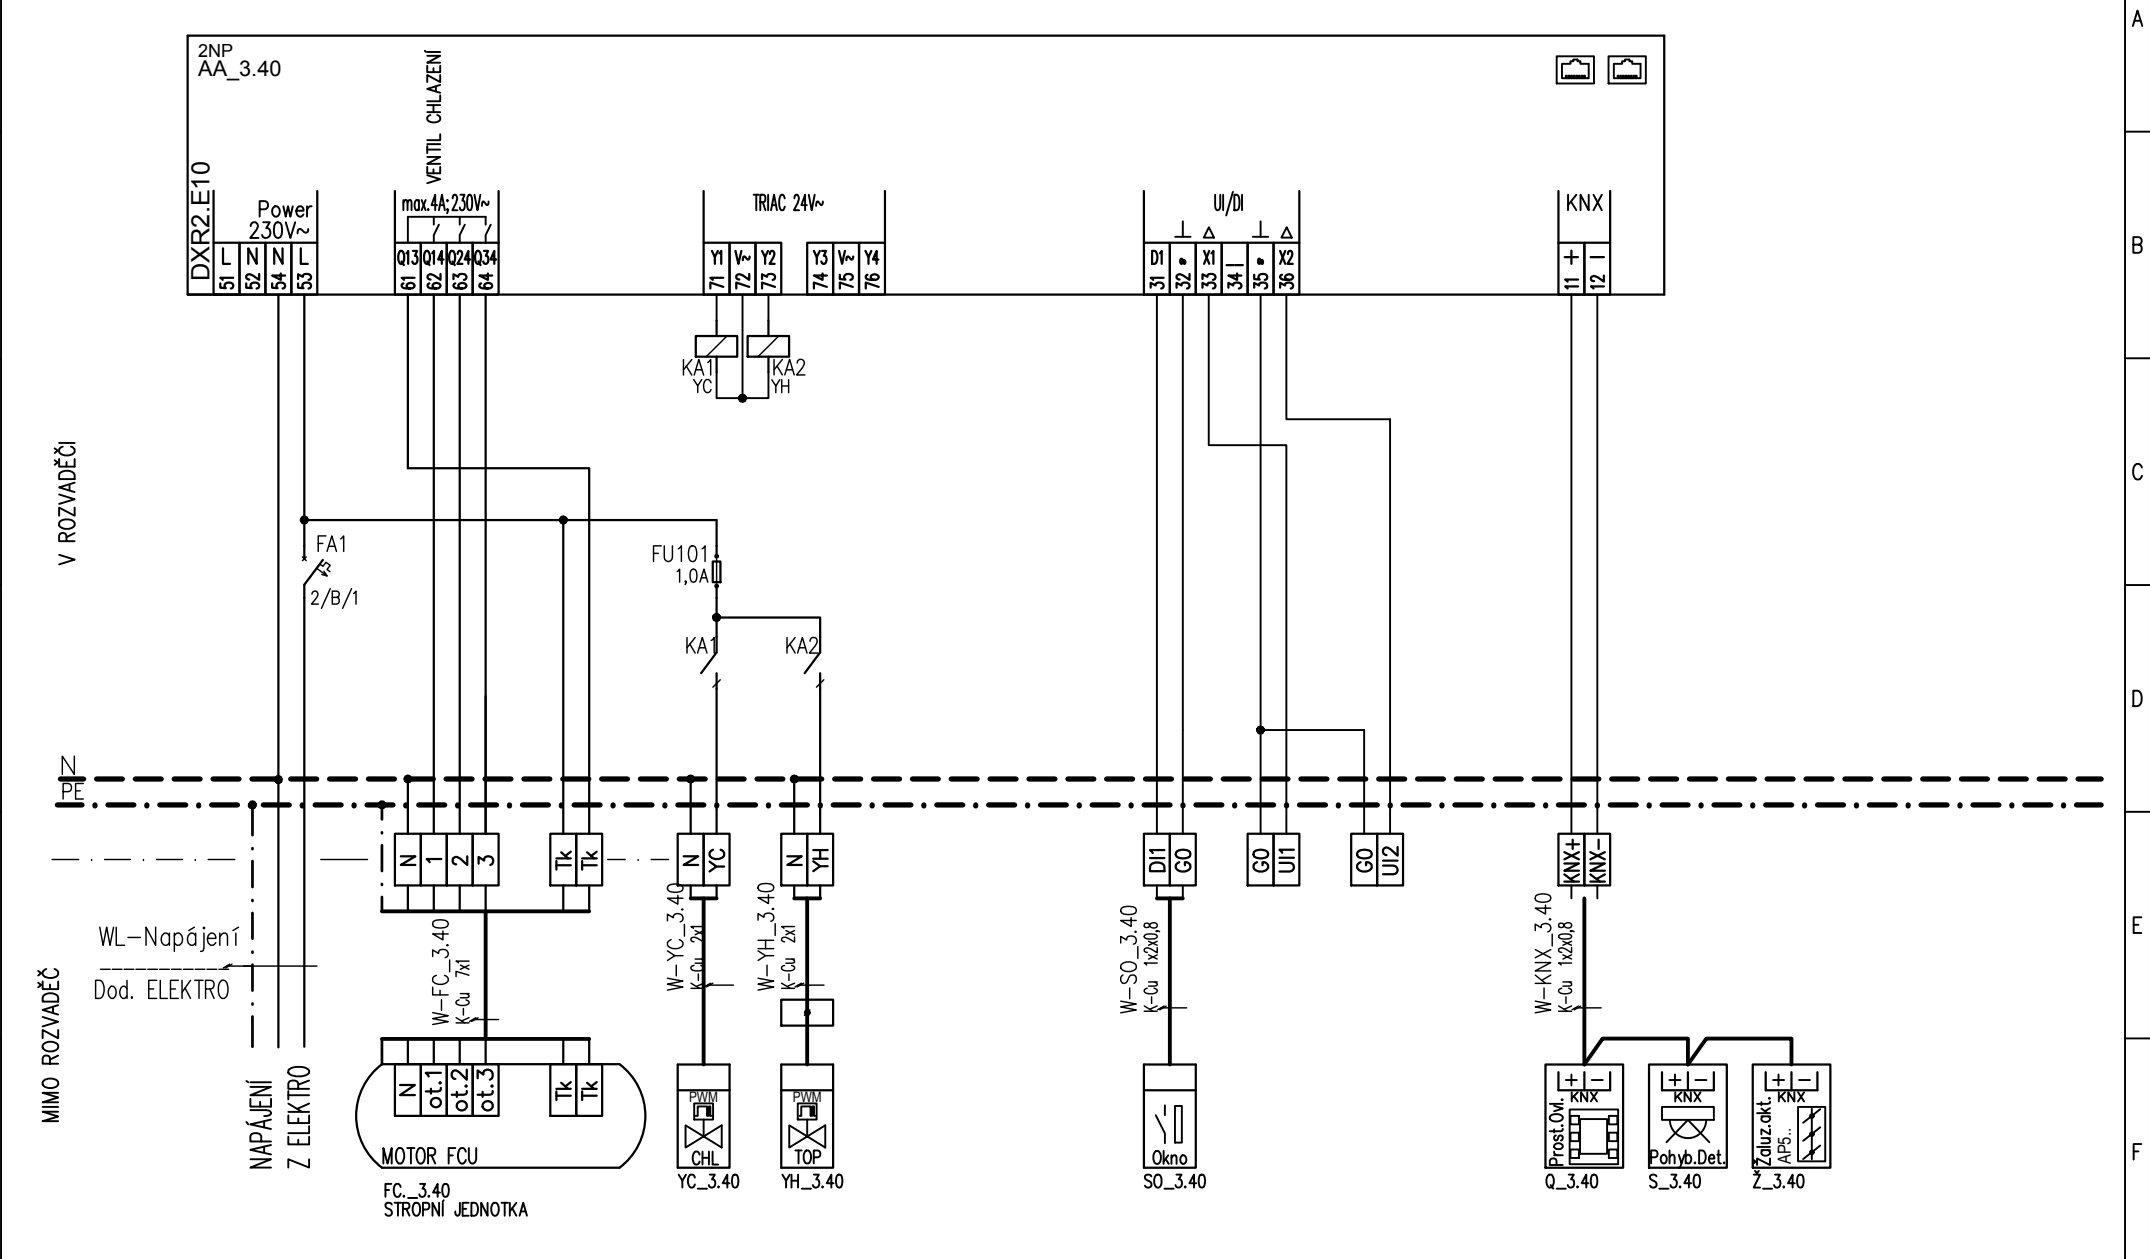 A
B
C
D
E
F
2NP
AA_3.40
DXR2.E10
VENTIL CHLAZENÍ
Power
230V~
max.4A;230V~
TRIAC 24V~
UI/DI
KNX
L N N L
51 52 54 53
Q13 Q14 Q24 Q34
61 62 63 64
Y1 V~ Y2
71 72 73
Y3 V~ Y4
74 75 76
D1 X1 X2
31 32 33 34 35 36
+ −
11 12
KA1
YC
KA2
YH
V ROZVADĚČI
FA1
2/B/1
FU101
1,0A
KA1
KA2
N
PE
N 1 2 3
Tk Tk
N YC
N YH
DI1 G0
G0 UI1
G0 UI2
KNX+ KNX-
WL-Napájení
Dod. ELEKTRO
MIMO ROZVADĚČ
NAPÁJENÍ
Z ELEKTRO
W-FC_3.40
K-Cu 7x1
W-YC_3.40
K-Cu 2x1
W-YH_3.40
K-Cu 2x1
W-SO_3.40
K-Cu 1x2x0,8
W-KNX_3.40
K-Cu 1x2x0,8
N ot.1 ot.2 ot.3
Tk Tk
MOTOR FCU
FC._3.40
STROPNÍ JEDNOTKA
PWM
CHL
YC_3.40
PWM
TOP
YH_3.40
Okno
SO_3.40
+ −
KNX
Prost.Ovl.
Q_3.40
+ −
KNX
Pohyb.Det.
S_3.40
+ −
KNX
Žaluz.akt.
AP5..
Ž_3.40